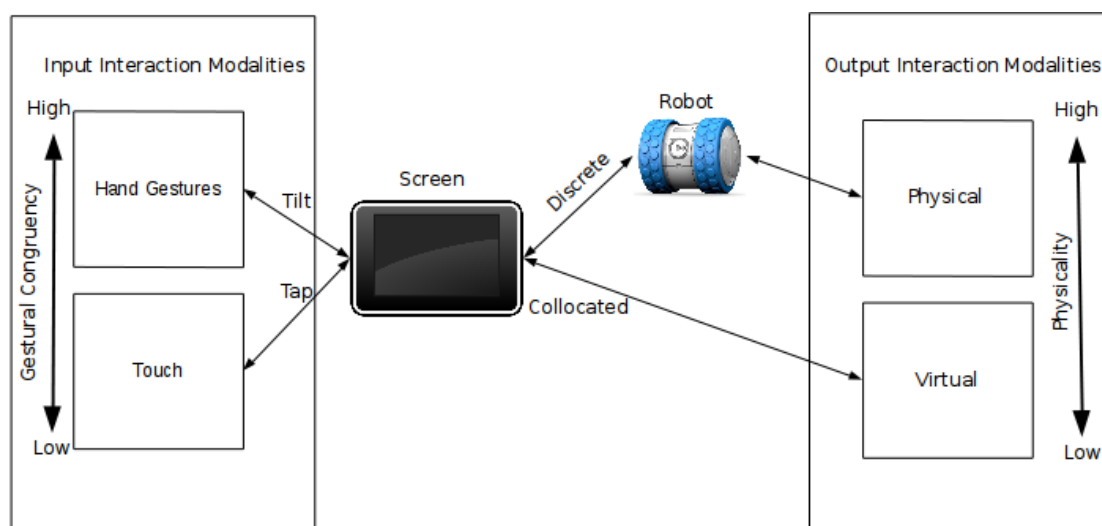 Input Interaction Modalities
High
Hand Gestures
Gestural Congruency
Touch
Low
Tilt
Tap
Screen
Discrete
Collocated
Robot
Output Interaction Modalities
High
Physical
Physicality
Virtual
Low